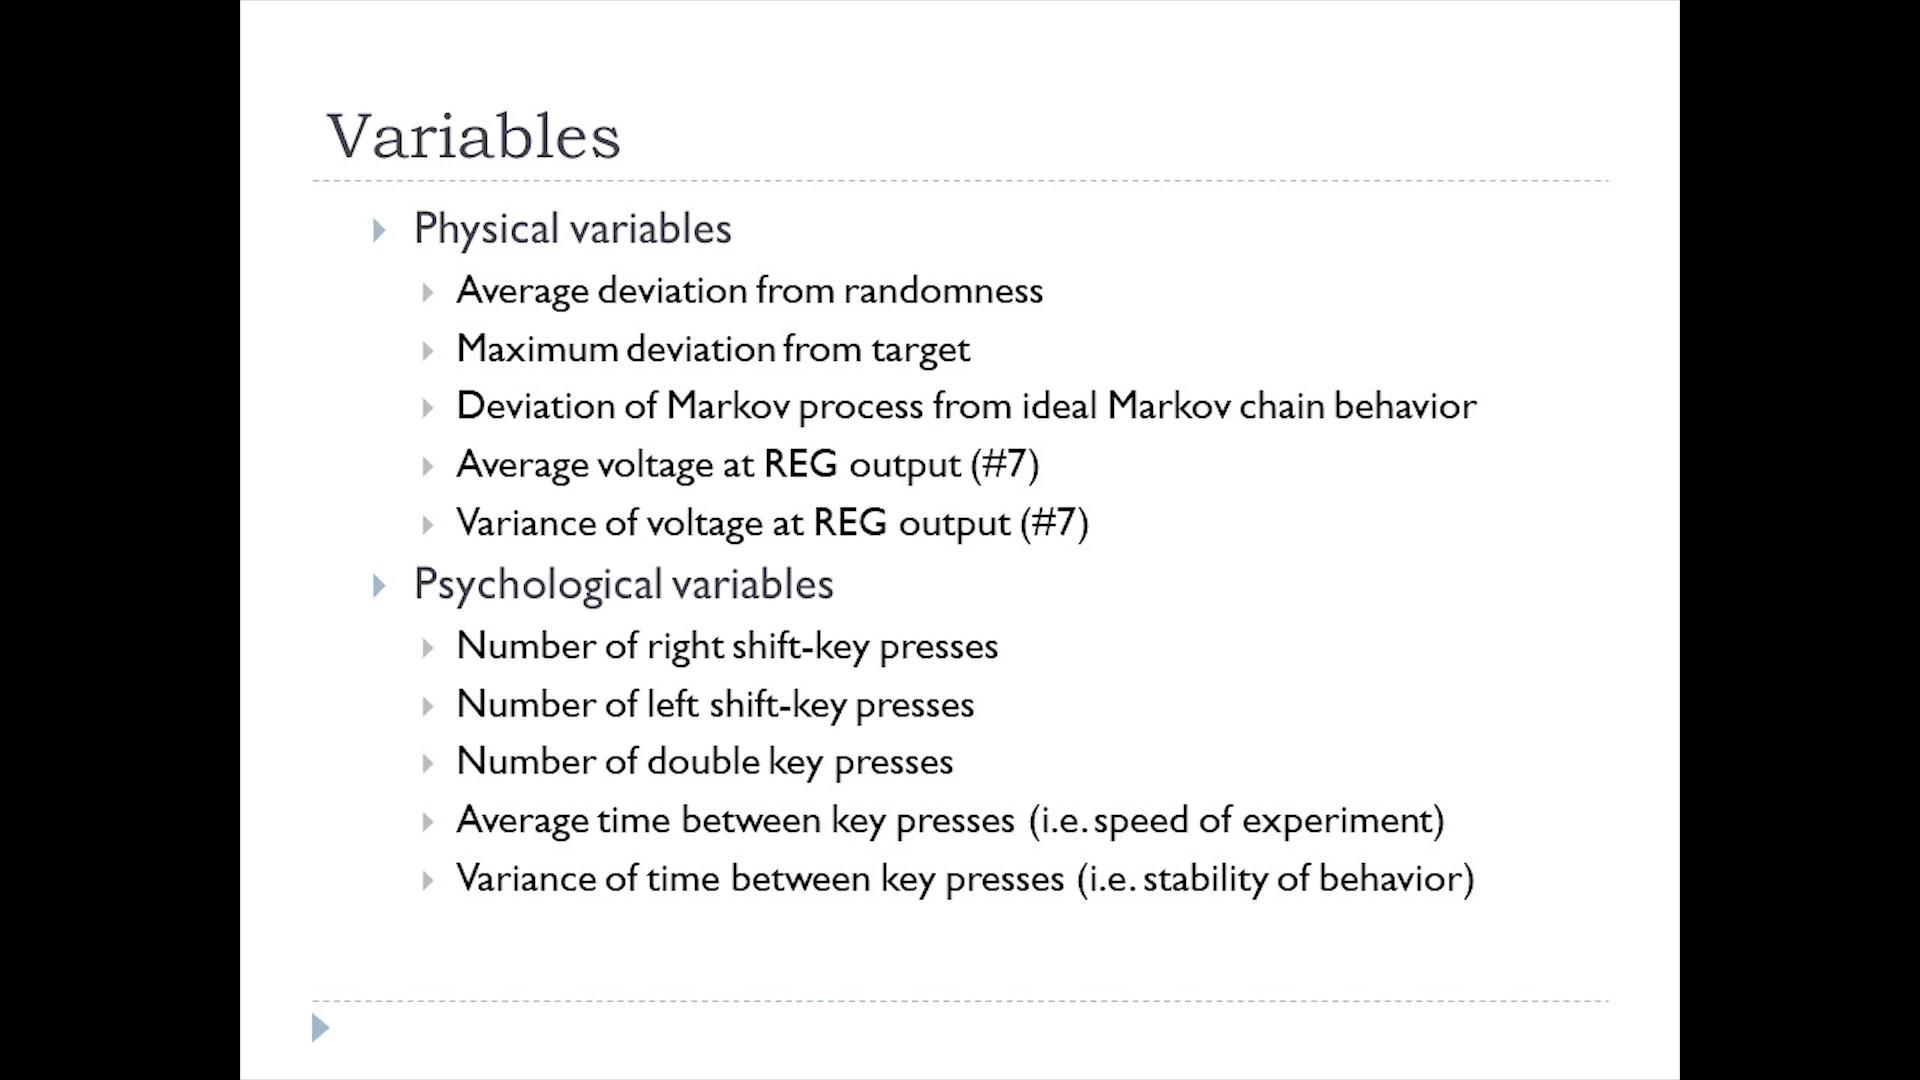 Variables
Physical variables
Average deviation from randomness
Maximum deviation from target
Deviation of Markov process from ideal Markov chain behavior
Average voltage at REG output (#7)
Variance of voltage at REG output (#7)
Psychological variables
Number of right shift-key presses
Number of left shift-key presses
Number of double key presses
Average time between key presses (i.e. speed of experiment)
Variance of time between key presses (i.e. stability of behavior)